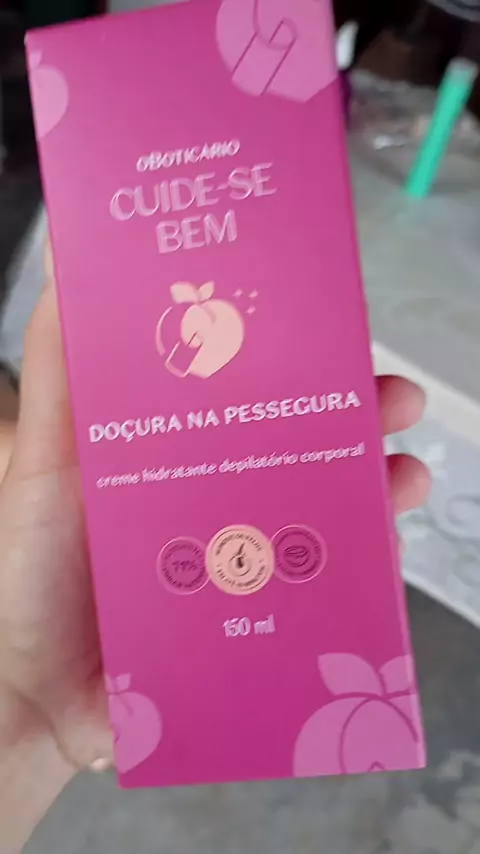 oBOTICÁRIO
CUIDE-SE
BEM
DOÇURA NA PESSEGURA
creme hidratante depilatório corporal
150 ml